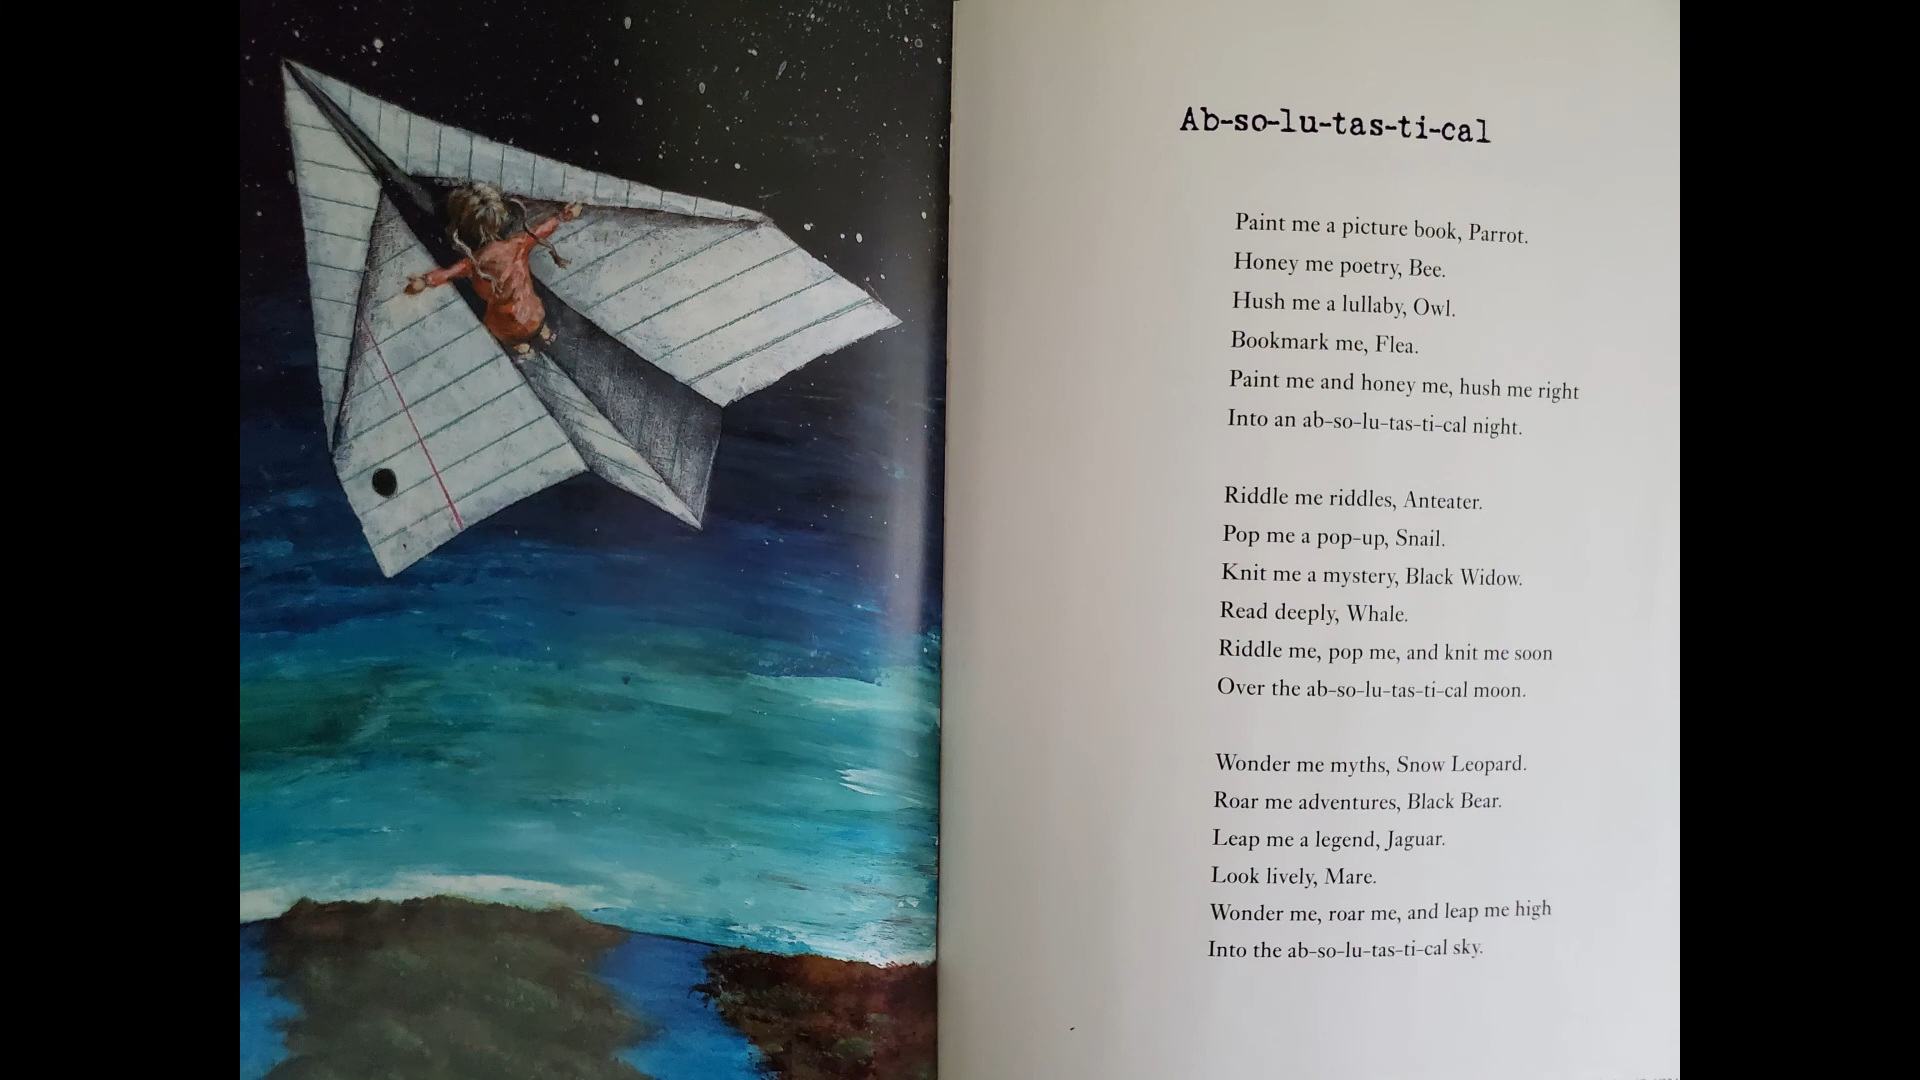 Ab-so-lu-tas-ti-cal
Paint me a picture book, Parrot.
Honey me poetry, Bee.
Hush me a lullaby, Owl.
Bookmark me, Flea.
Paint me and honey me, hush me right
Into an ab-so-lu-tas-ti-cal night.
Riddle me riddles, Anteater.
Pop me a pop-up, Snail.
Knit me a mystery, Black Widow.
Read deeply, Whale.
Riddle me, pop me, and knit me soon
Over the ab-so-lu-tas-ti-cal moon.
Wonder me myths, Snow Leopard.
Roar me adventures, Black Bear.
Leap me a legend, Jaguar.
Look lively, Mare.
Wonder me, roar me, and leap me high
Into the ab-so-lu-tas-ti-cal sky.